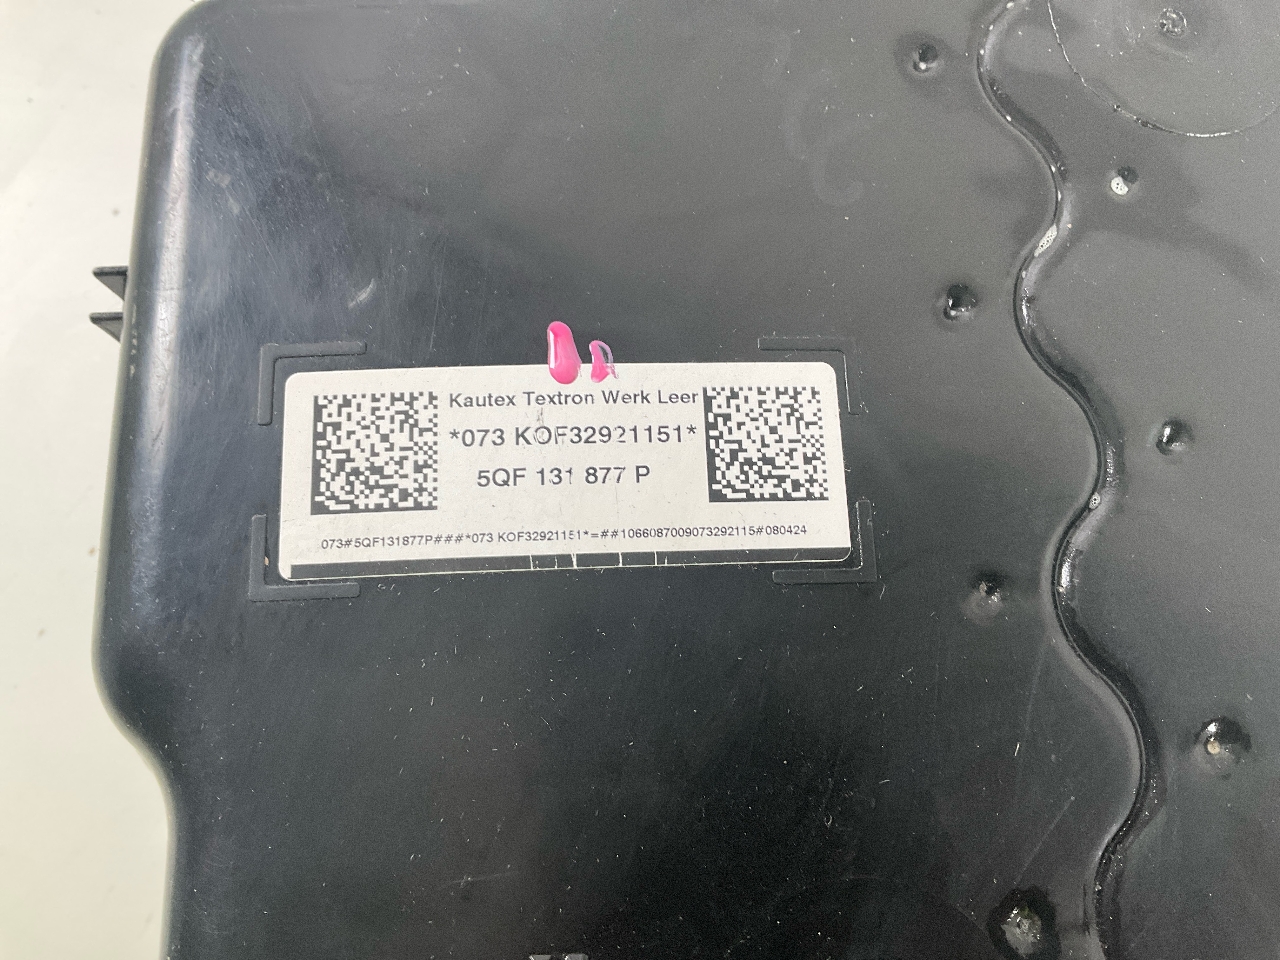 Kautex Textron Werk Leer
*073 KOF32921151*
5QF 131 877 P
073#5QF131877P###*073 KOF32921151*=##1066087009073292115#080424